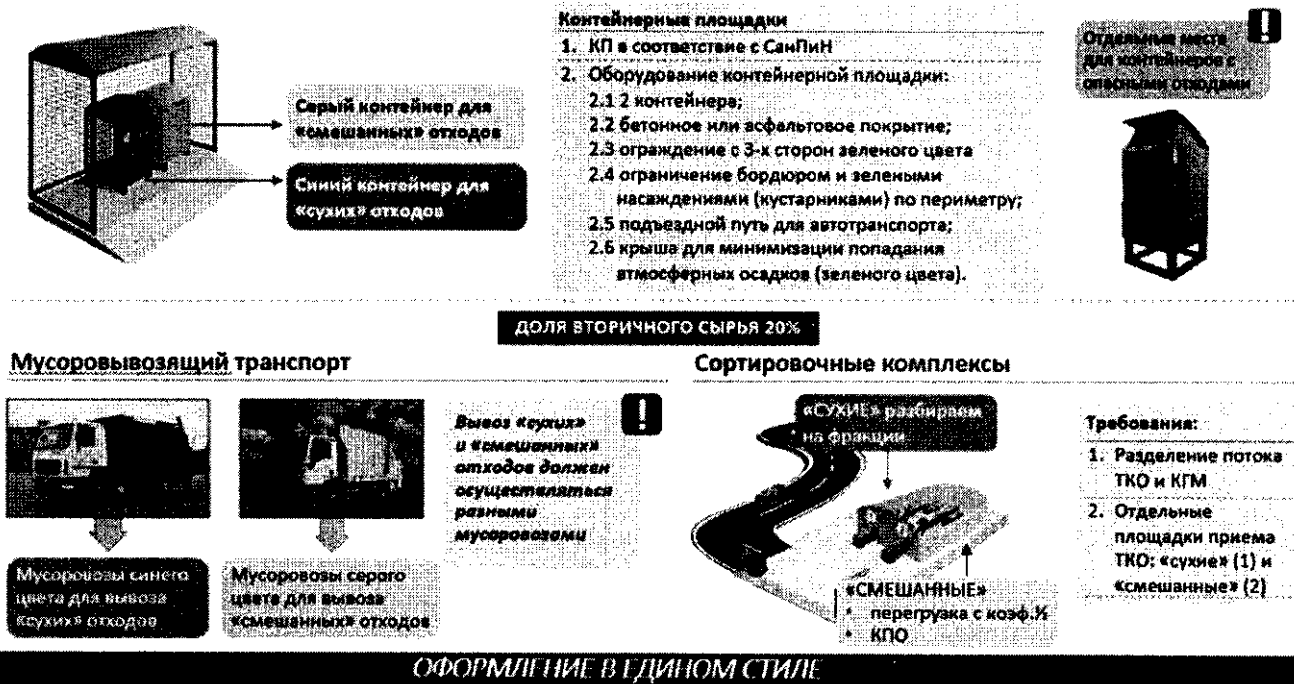 Серый контейнер для
«смешанных» отходов
Синий контейнер для
«сухих» отходов
Контейнерные площадки
1. КП в соответствие с СанПиН
2. Оборудование контейнерной площадки:
2.1 2 контейнера;
2.2 бетонное или асфальтовое покрытие;
2.3 ограждение с 3-х сторон зеленого цвета
2.4 ограничение бордюром и зелеными
насаждениями (кустарниками) по периметру;
2.5 подъездной путь для автотранспорта;
2.6 крыша для минимизации попадания
атмосферных осадков (зеленого цвета).
Отдельные места
для контейнеров с
опасными отходами
!
ДОЛЯ ВТОРИЧНОГО СЫРЬЯ 20%
Мусоровывозящий транспорт
Вывоз «сухих»
и «смешанных»
отходов должен
осуществляться
разными
мусоровозами
!
Мусоровозы синего
цвета для вывоза
«сухих» отходов
Мусоровозы серого
цвета для вывоза
«смешанных» отходов
Сортировочные комплексы
«СУХИЕ» разбираем
на фракции
«СМЕШАННЫЕ»
• перегрузка с коэф.½
• КПО
Требования:
1. Разделение потока
ТКО и КГМ
2. Отдельные
площадки приема
ТКО: «сухие» (1) и
«смешанные» (2)
ОФОРМЛЕНИЕ В ЕДИНОМ СТИЛЕ